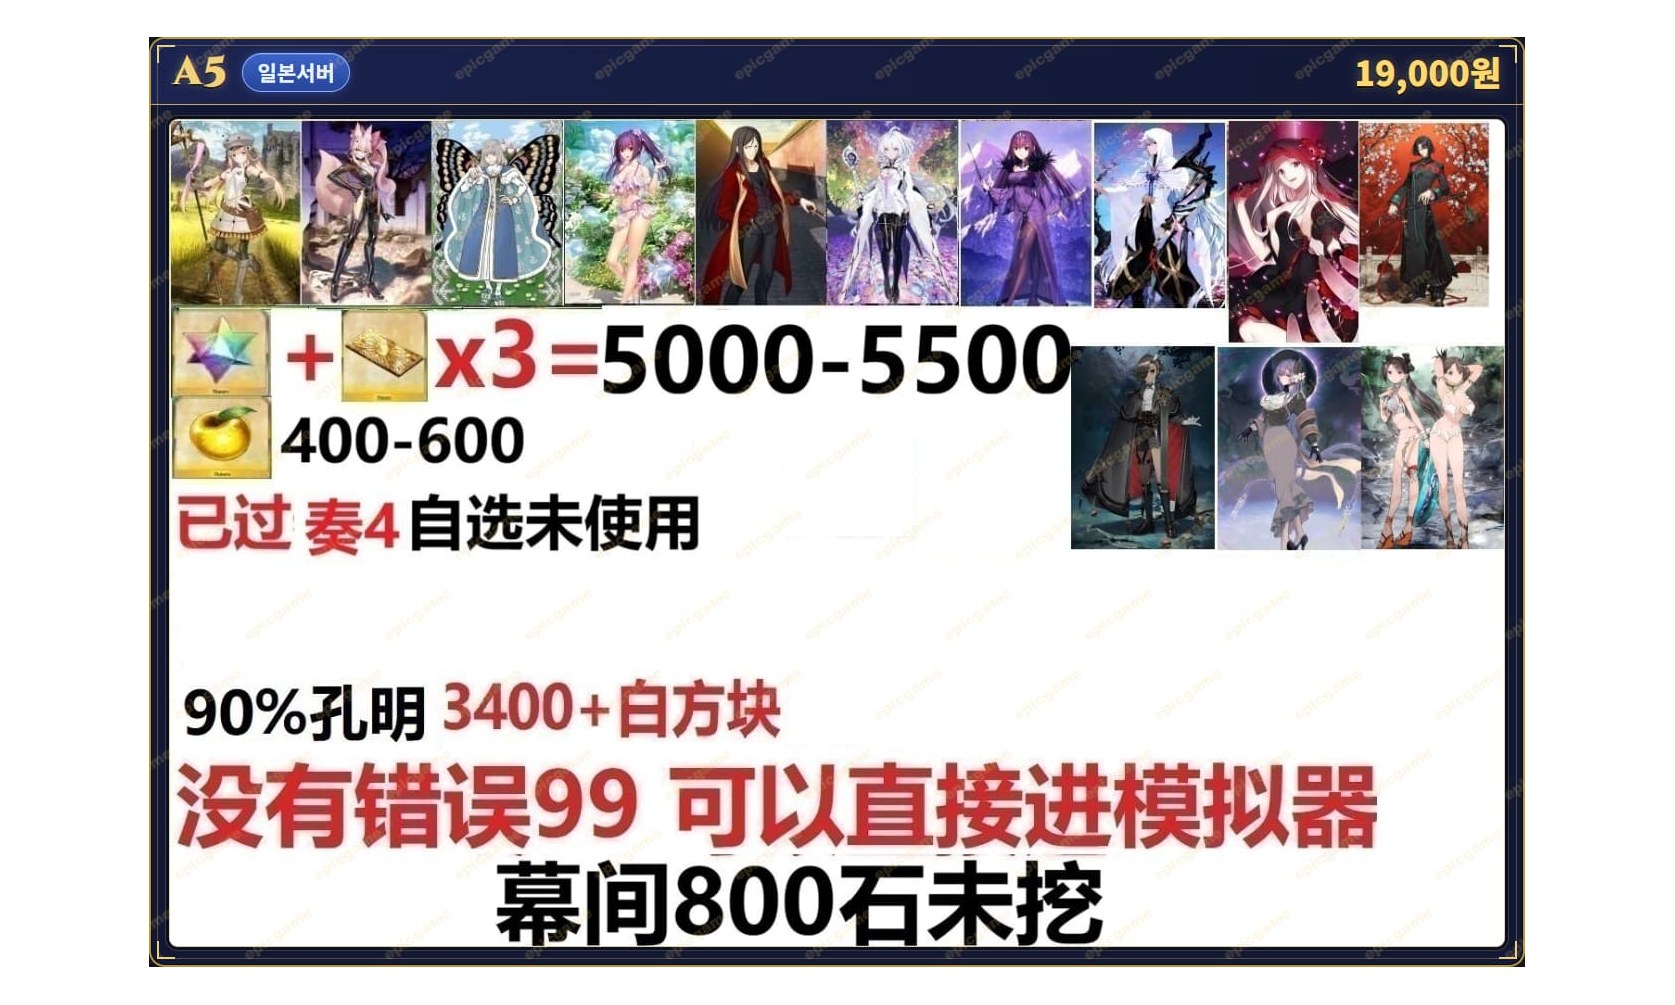 A5 일본서버 19,000원
+ x3=5000-5500
400-600
已过 奏4 自选未使用
90%孔明 3400+白方块
没有错误99 可以直接进模拟器
幕间800石未挖
epicgame